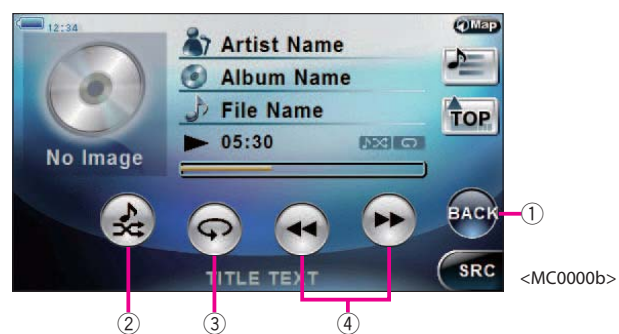 12:34
Map
Artist Name
Album Name
File Name
TOP
05:30
No Image
BACK
①
TITLE TEXT
SRC
<MC0000b>
② ③ ④